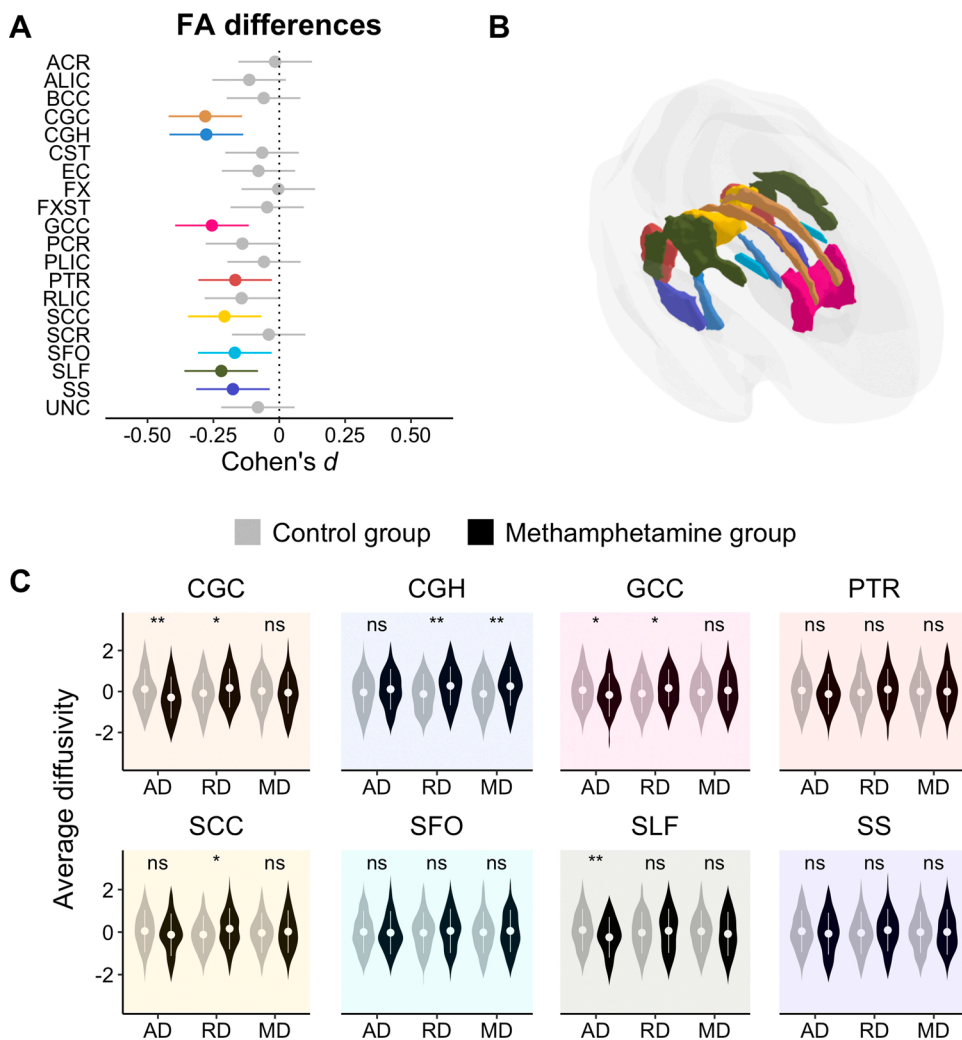 A
FA differences
B
ACR
ALIC
BCC
CGC
CGH
CST
EC
FX
FXST
GCC
PCR
PLIC
PTR
RLIC
SCC
SCR
SFO
SLF
SS
UNC
-0.50 -0.25 0 0.25 0.50
Cohen's d
Control group Methamphetamine group
C
CGC CGH GCC PTR
** * ns ns ** ** * * ns ns ns ns
2
0
-2
AD RD MD AD RD MD AD RD MD AD RD MD
Average diffusivity
SCC SFO SLF SS
ns * ns ns ns ns ** ns ns ns ns ns
2
0
-2
AD RD MD AD RD MD AD RD MD AD RD MD